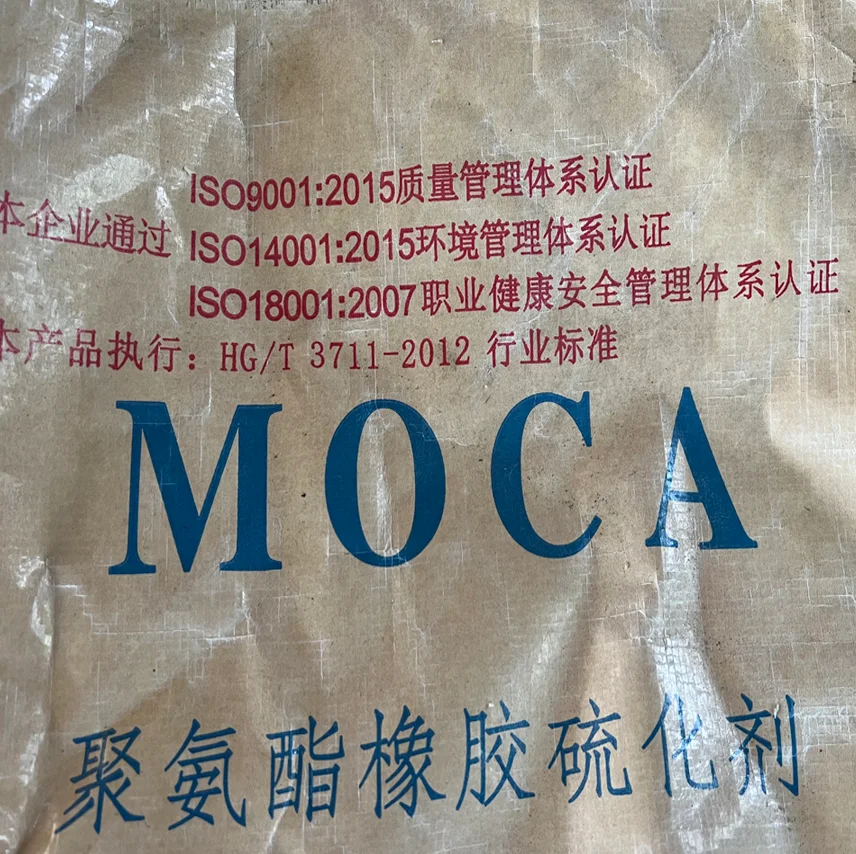 ISO9001:2015质量管理体系认证
本企业通过 ISO14001:2015环境管理体系认证
ISO18001:2007职业健康安全管理体系认证
本产品执行：HG/T 3711-2012 行业标准
MOCA
聚氨酯橡胶硫化剂